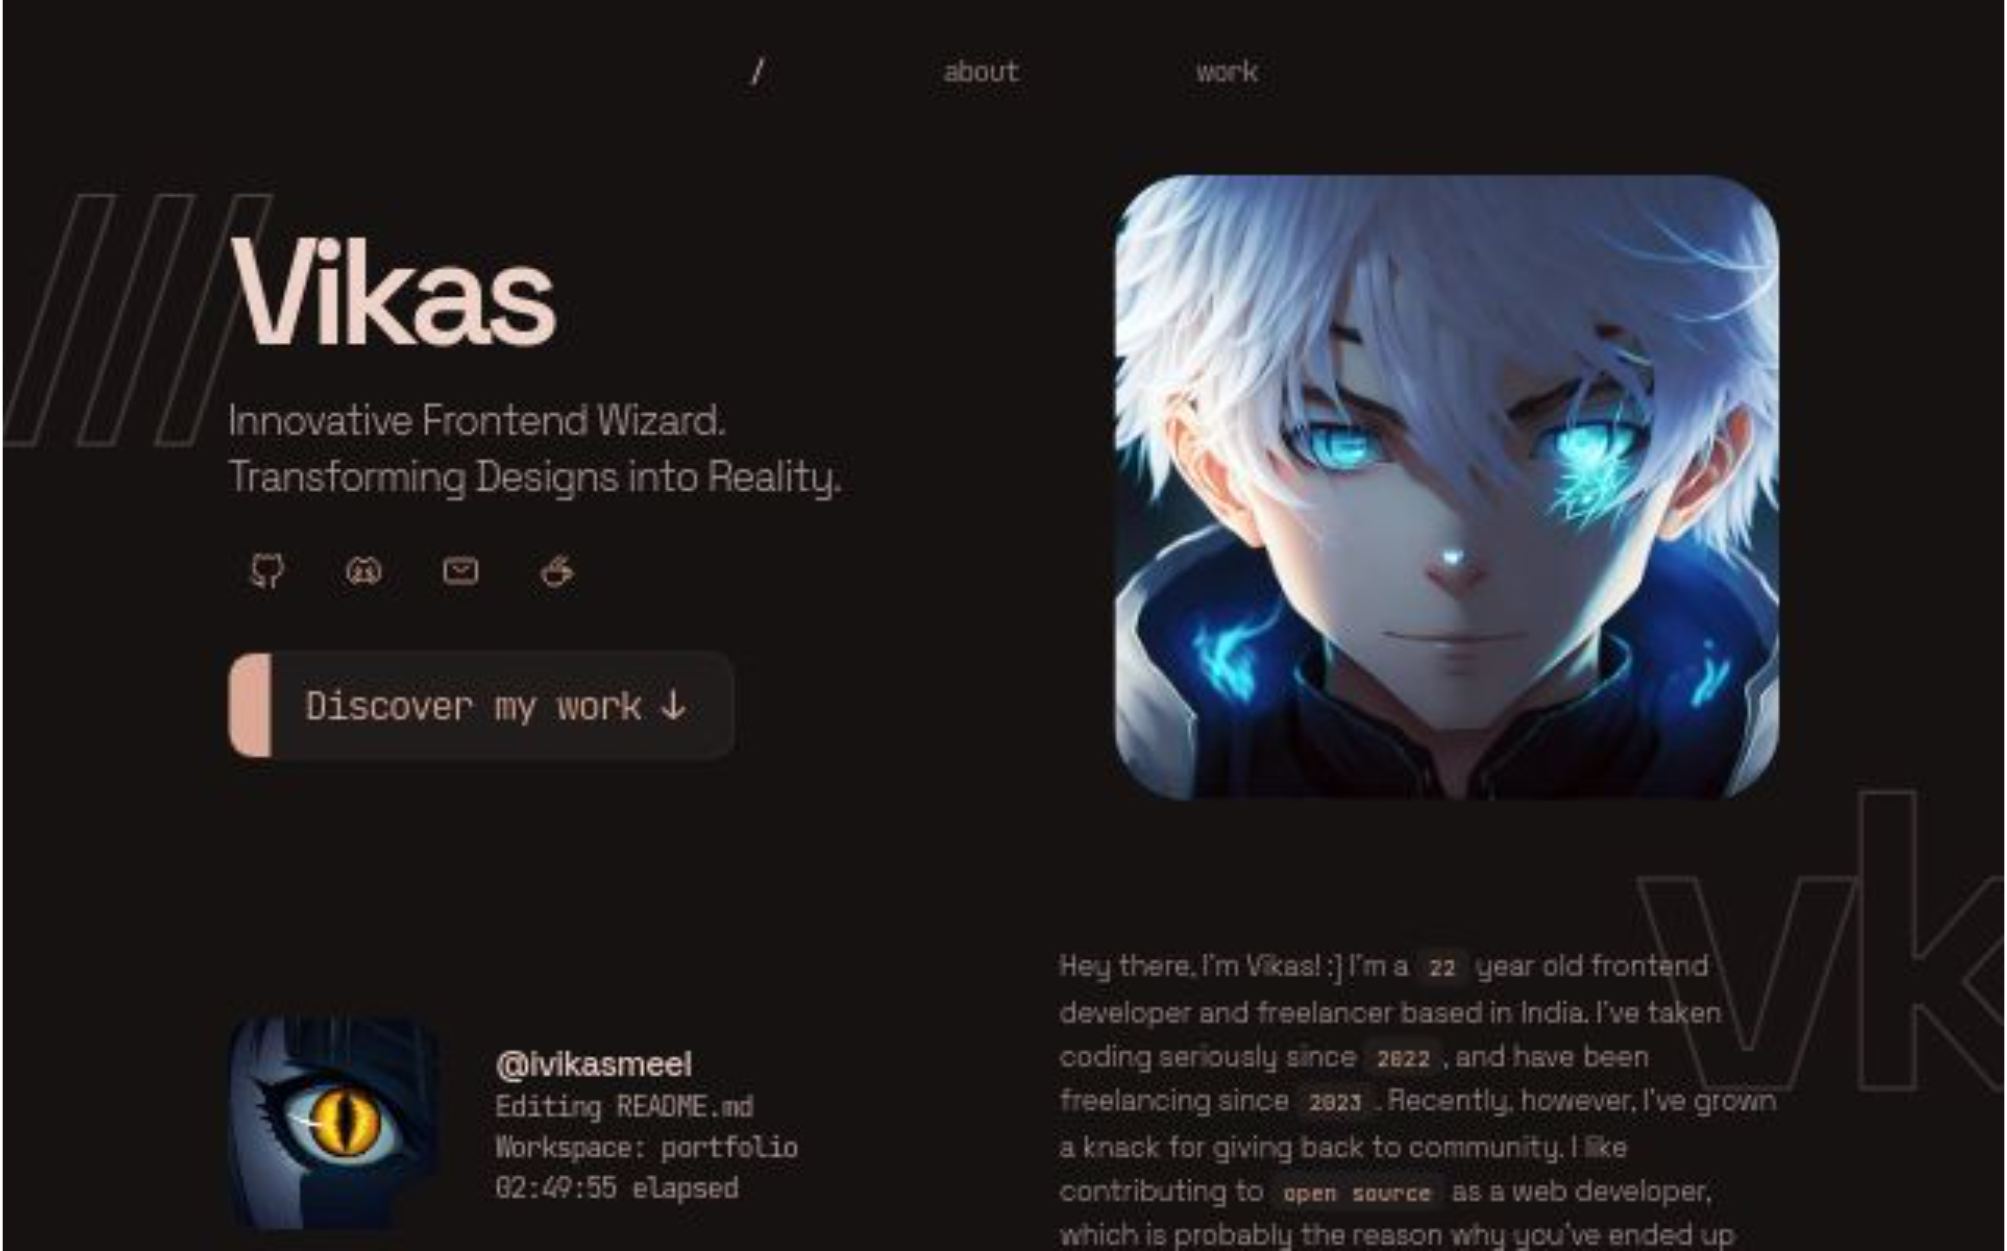 / about work
///
Vikas
Innovative Frontend Wizard.
Transforming Designs into Reality.
Discover my work ↓
vk
@ivikasmeel
Editing README.md
Workspace: portfolio
02:49:55 elapsed
Hey there, I'm Vikas! :] I'm a 22 year old frontend
developer and freelancer based in India. I've taken
coding seriously since 2022 , and have been
freelancing since 2023 . Recently, however, I've grown
a knack for giving back to community. I like
contributing to open source as a web developer,
which is probably the reason why you've ended up